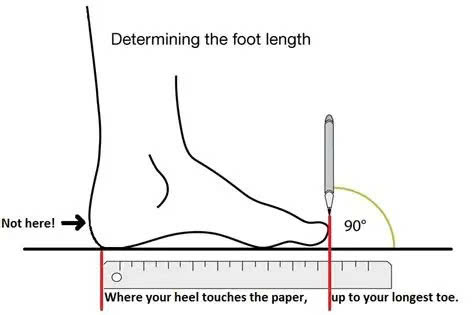 Determining the foot length
Not here!
90°
Where your heel touches the paper, up to your longest toe.